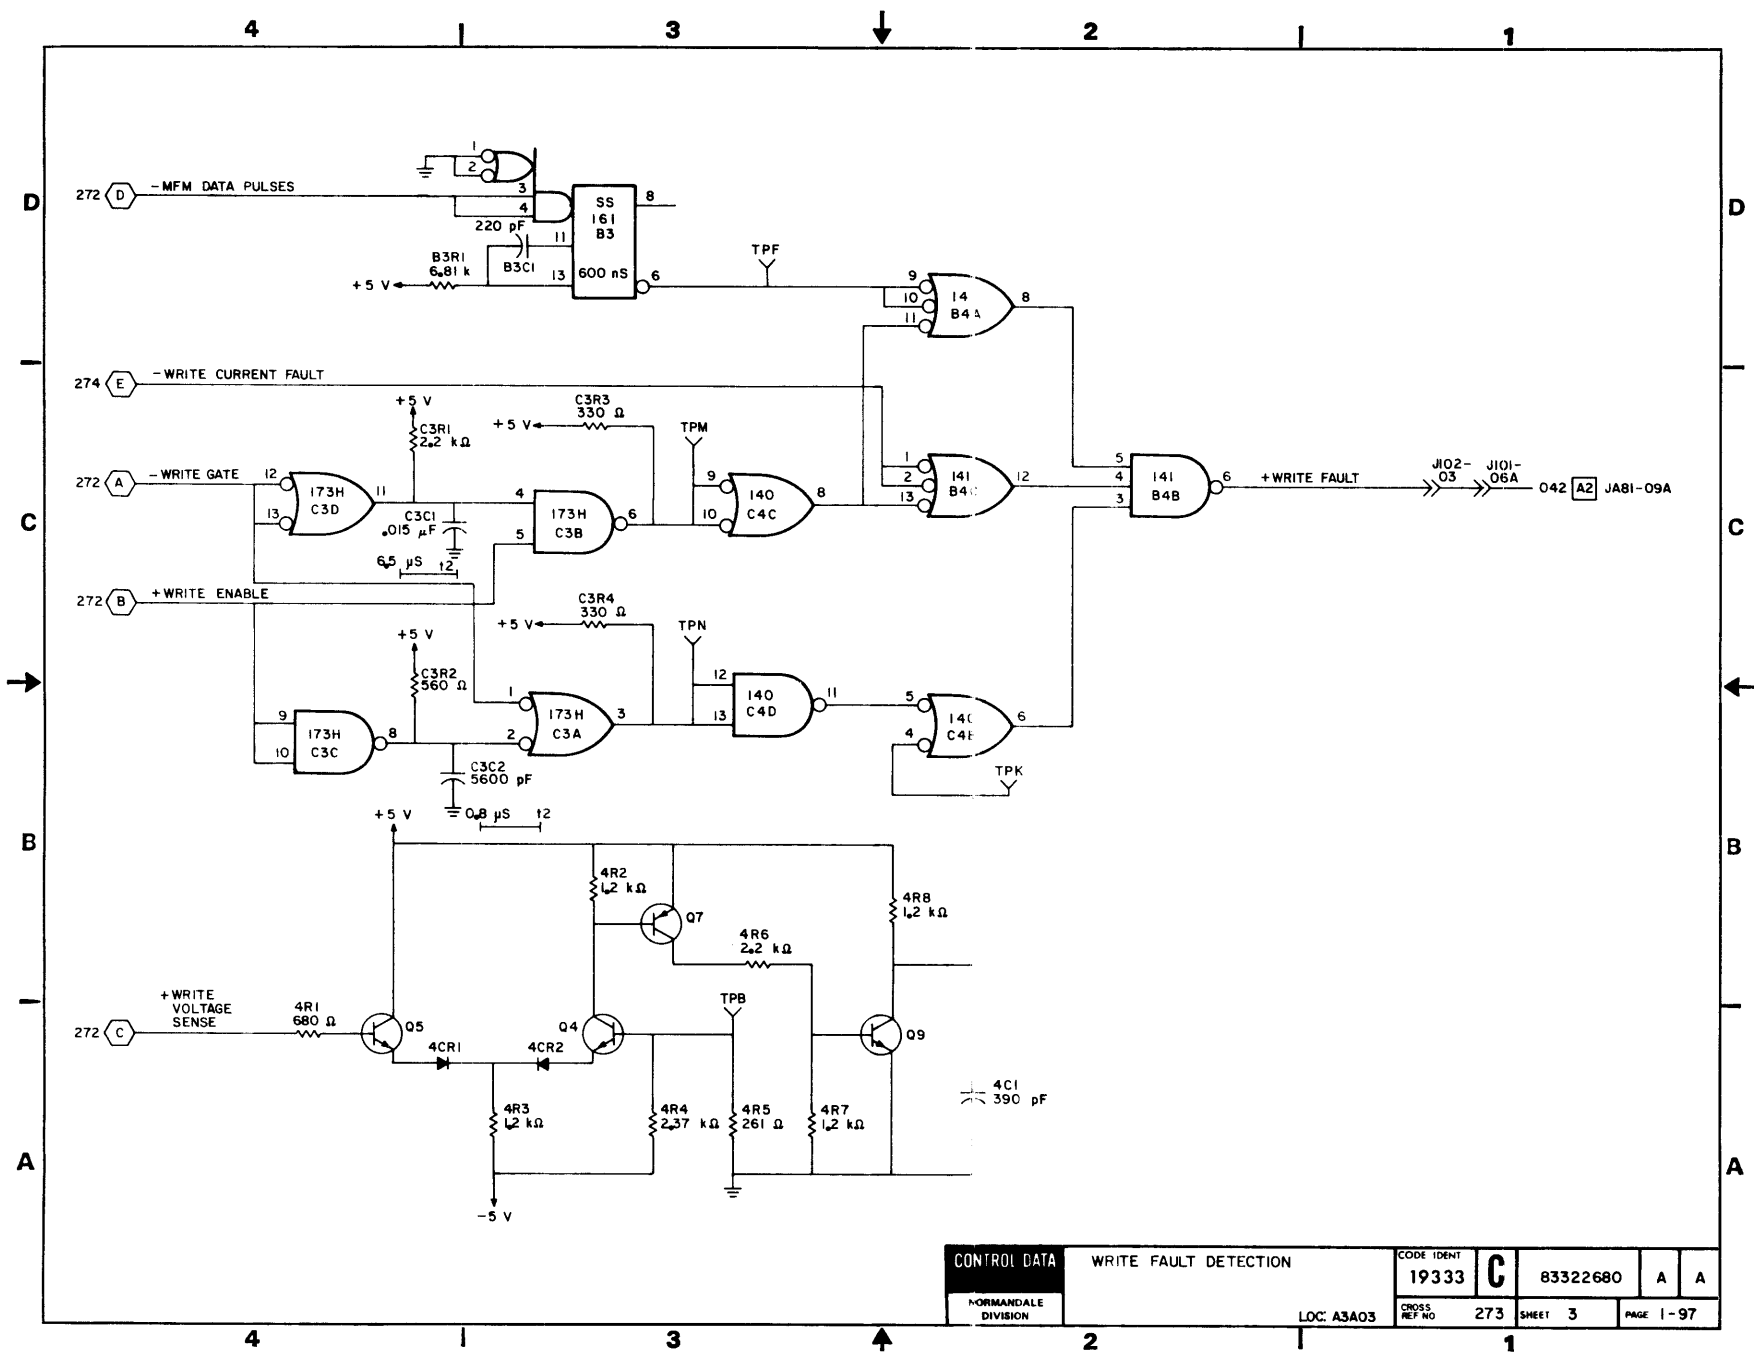 4 3 2 1
D
D
1
2
272 D -MFM DATA PULSES
3
4
8
SS
161
B3
220 pF
11
B3C1
B3R1
6.81 k
+5 V
13
600 nS
6
TPF
9
10
11
14
B4A
8
274 E -WRITE CURRENT FAULT
+5 V
C3R1
2.2 kΩ
C3R3
330 Ω
+5 V
TPM
272 A -WRITE GATE
12
13
173H
C3D
11
C3C1
.015 µF
6.5 µS t2
4
5
173H
C3B
6
9
10
140
C4C
8
1
2
13
141
B4C
12
5
4
3
141
B4B
6
+WRITE FAULT
J102-
03
J101-
06A
042 A2 JA81-09A
C
C
272 B +WRITE ENABLE
C3R4
330 Ω
+5 V
TPN
+5 V
C3R2
560 Ω
9
10
173H
C3C
8
C3C2
5600 pF
0.8 µS t2
1
2
173H
C3A
3
12
13
140
C4D
11
5
4
14
C4
6
TPK
B
B
+5 V
4R2
1.2 kΩ
Q7
4R6
2.2 kΩ
4R8
1.2 kΩ
272 C +WRITE
VOLTAGE
SENSE
4R1
680 Ω
Q5
4CR1
4CR2
Q4
TPB
Q9
4R3
1.2 kΩ
4R4
2.37 kΩ
4R5
261 Ω
4R7
1.2 kΩ
4C1
390 pF
-5 V
A
A
CONTROL DATA
NORMANDALE
DIVISION
WRITE FAULT DETECTION
LOC: A3A03
CODE IDENT
19333
C
83322680
A
A
CROSS
REF NO 273
SHEET 3
PAGE 1-97
4 3 2 1